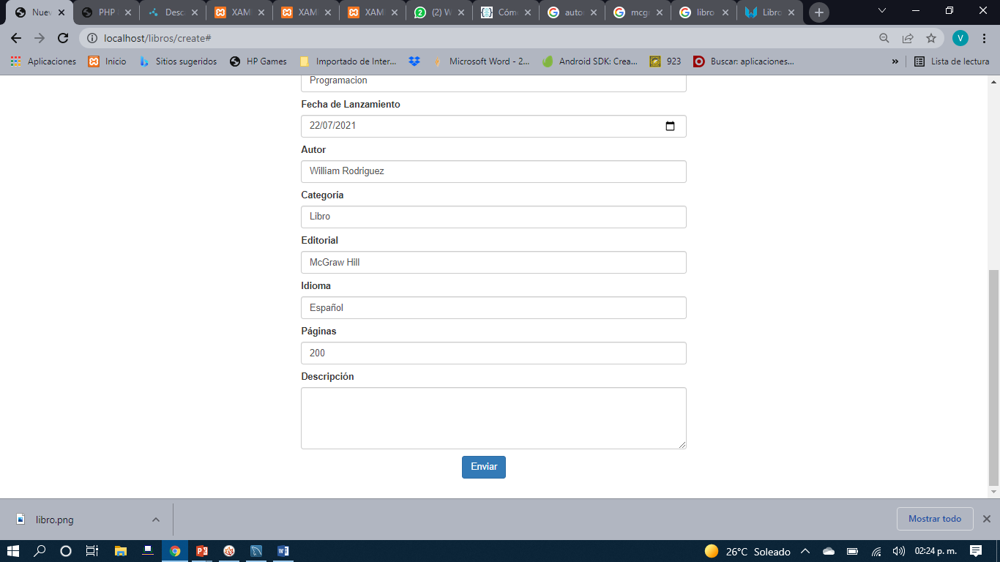 Nuev
PHP
Desc
XAM
XAM
XAM
(2) W
Cóm
auto
mcg
libro
Libro
localhost/libros/create#
V
Aplicaciones
Inicio
Sitios sugeridos
HP Games
Importado de Inter...
Microsoft Word - 2...
Android SDK: Crea...
923
Buscar: aplicaciones...
»
Lista de lectura
Programacion
Fecha de Lanzamiento
22/07/2021
Autor
William Rodriguez
Categoría
Libro
Editorial
McGraw Hill
Idioma
Español
Páginas
200
Descripción
Enviar
libro.png
Mostrar todo
26°C Soleado
02:24 p. m.